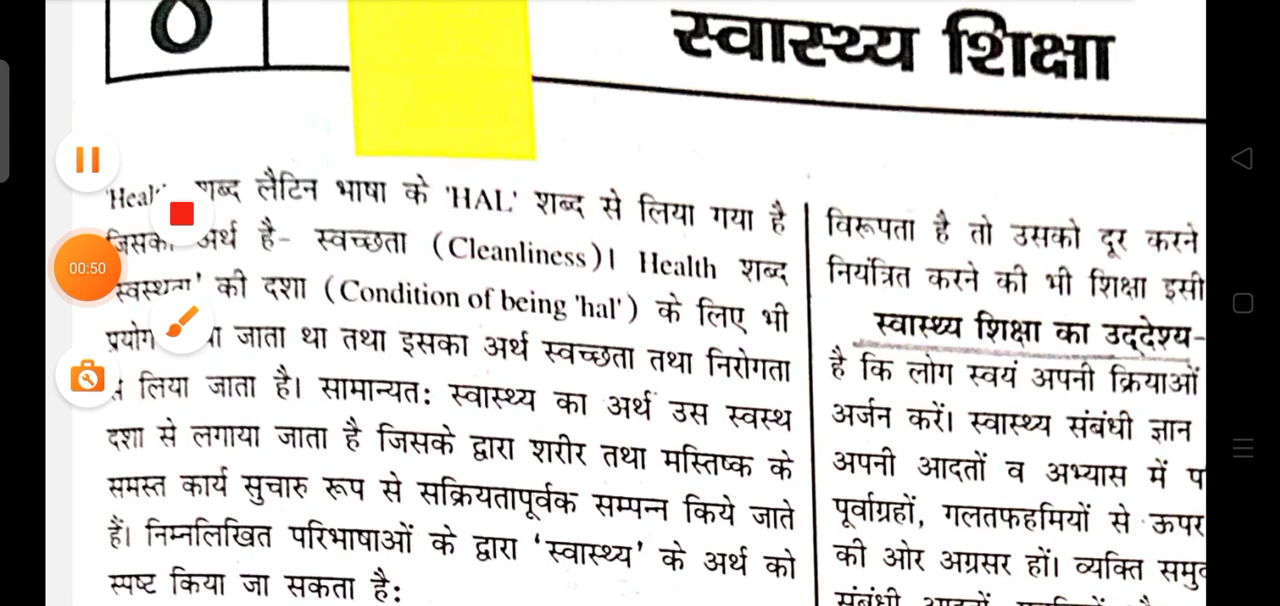 स्वास्थ्य शिक्षा
शब्द लैटिन भाषा के 'HAL' शब्द से लिया गया है
अर्थ है- स्वच्छता (Cleanliness)। Health शब्द
की दशा (Condition of being 'hal') के लिए भी
जाता था तथा इसका अर्थ स्वच्छता तथा निरोगता
लिया जाता है। सामान्यत: स्वास्थ्य का अर्थ उस स्वस्थ
दशा से लगाया जाता है जिसके द्वारा शरीर तथा मस्तिष्क के
समस्त कार्य सुचारु रूप से सक्रियतापूर्वक सम्पन्न किये जाते
हैं। निम्नलिखित परिभाषाओं के द्वारा 'स्वास्थ्य' के अर्थ को
स्पष्ट किया जा सकता है:
विरूपता है तो उसको दूर करने
नियंत्रित करने की भी शिक्षा इसी
स्वास्थ्य शिक्षा का उद्देश्य-
है कि लोग स्वयं अपनी क्रियाओं
अर्जन करें। स्वास्थ्य संबंधी ज्ञान
अपनी आदतों व अभ्यास में
पूर्वाग्रहों, गलतफहमियों से ऊपर
की ओर अग्रसर हों। व्यक्ति
00:50